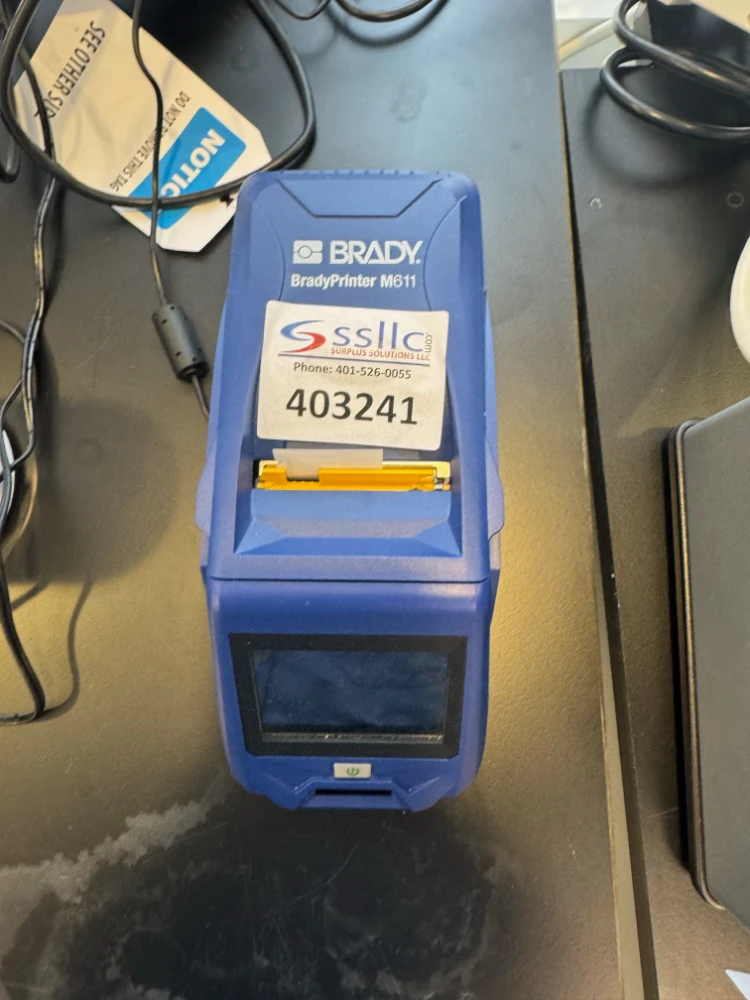 SEE OTHER SIDE
DO NOT REMOVE THIS TAG
BRADY.
BradyPrinter M611
ssllc.com
SURPLUS SOLUTIONS LLC
Phone: 401-526-0055
403241